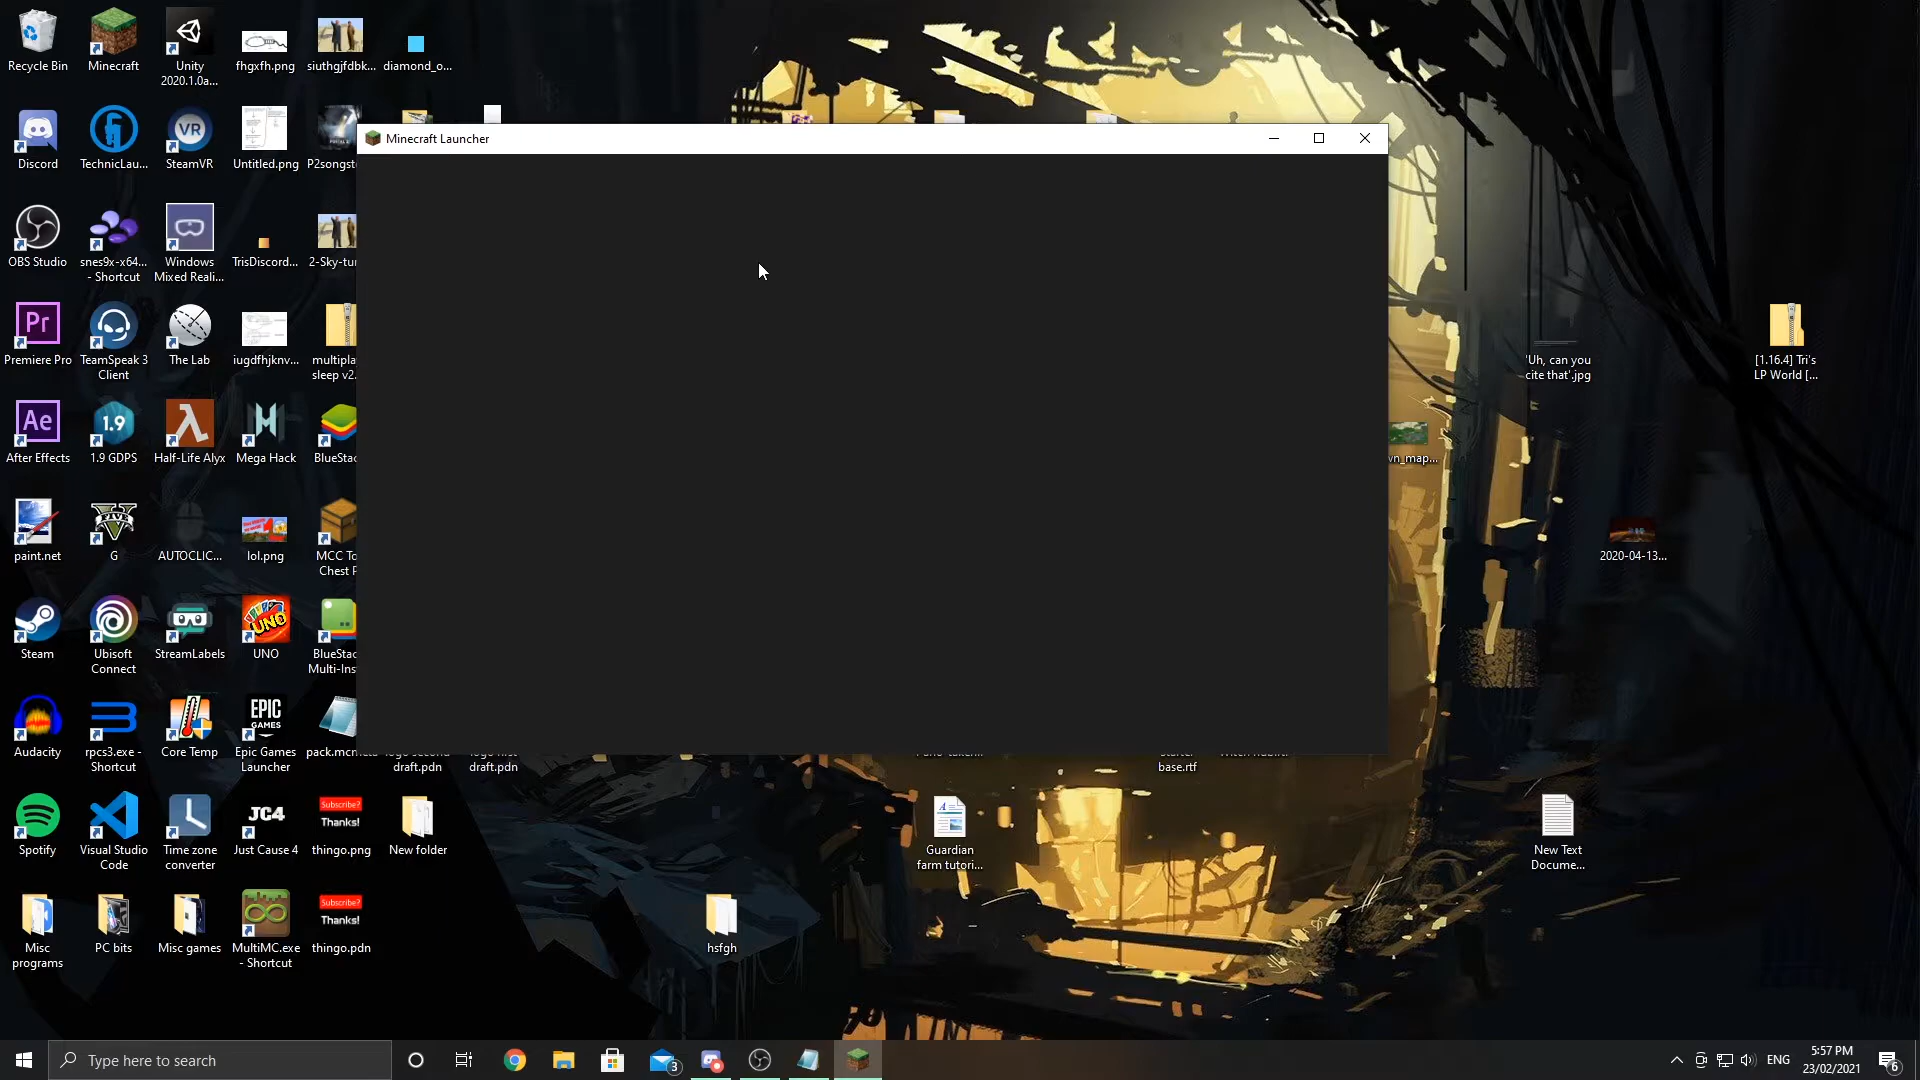 Recycle Bin
Minecraft
Unity
2020.1.0a...
fhgxfh.png
siuthgjfdbk...
diamond_o...
Discord
TechnicLau...
SteamVR
Untitled.png
Minecraft Launcher
OBS Studio
snes9x-x64...
- Shortcut
Windows
Mixed Reali...
TrisDiscord...
Premiere Pro
TeamSpeak 3
Client
The Lab
iugdfhjknv...
'Uh, can you
cite that'.jpg
[1.16.4] Tri's
LP World [...
After Effects
1.9 GDPS
Half-Life Alyx
Mega Hack
paint.net
G
AUTOCLIC...
lol.png
2020-04-13...
Steam
Ubisoft
Connect
StreamLabels
UNO
Audacity
rpcs3.exe -
Shortcut
Core Temp
Epic Games
Launcher
draft.pdn
draft.pdn
base.rtf
Spotify
Visual Studio
Code
Time zone
converter
Just Cause 4
Subscribe?
Thanks!
thingo.png
New folder
Guardian
farm tutori...
New Text
Docume...
Misc
programs
PC bits
Misc games
MultiMC.exe
- Shortcut
Subscribe?
Thanks!
thingo.pdn
hsfgh
Type here to search
3
ENG
5:57 PM
23/02/2021
6